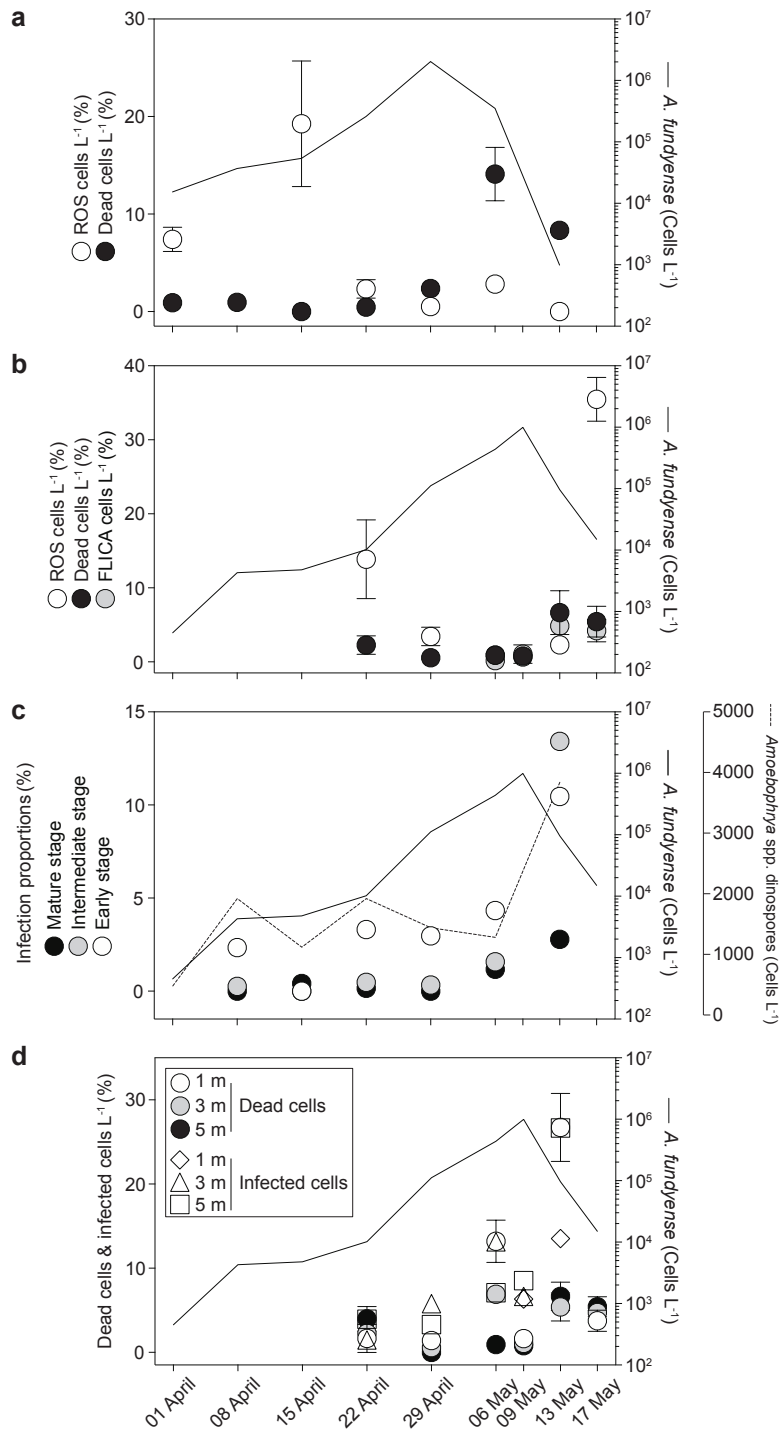 a
30
20
10
0
ROS cells L⁻¹ (%)
Dead cells L⁻¹ (%)
10⁷
10⁶
10⁵
10⁴
10³
10²
A. fundyense (Cells L⁻¹)
b
40
30
20
10
0
ROS cells L⁻¹ (%)
Dead cells L⁻¹ (%)
FLICA cells L⁻¹ (%)
10⁷
10⁶
10⁵
10⁴
10³
10²
A. fundyense (Cells L⁻¹)
c
15
10
5
0
Infection proportions (%)
Mature stage
Intermediate stage
Early stage
10⁷
10⁶
10⁵
10⁴
10³
10²
A. fundyense (Cells L⁻¹)
5000
4000
3000
2000
1000
0
Amoebophrya spp. dinospores (Cells L⁻¹)
d
30
20
10
0
Dead cells & infected cells L⁻¹ (%)
1 m
3 m
5 m
Dead cells
1 m
3 m
5 m
Infected cells
10⁷
10⁶
10⁵
10⁴
10³
10²
A. fundyense (Cells L⁻¹)
01 April
08 April
15 April
22 April
29 April
06 May
09 May
13 May
17 May